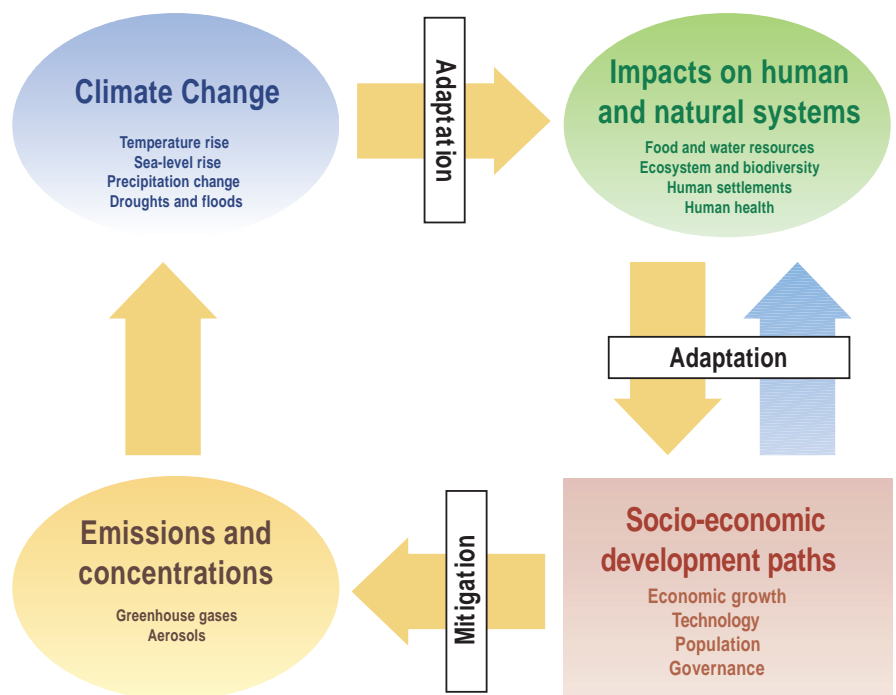 Climate Change
Temperature rise
Sea-level rise
Precipitation change
Droughts and floods
Adaptation
Impacts on human
and natural systems
Food and water resources
Ecosystem and biodiversity
Human settlements
Human health
Adaptation
Emissions and
concentrations
Greenhouse gases
Aerosols
Mitigation
Socio-economic
development paths
Economic growth
Technology
Population
Governance